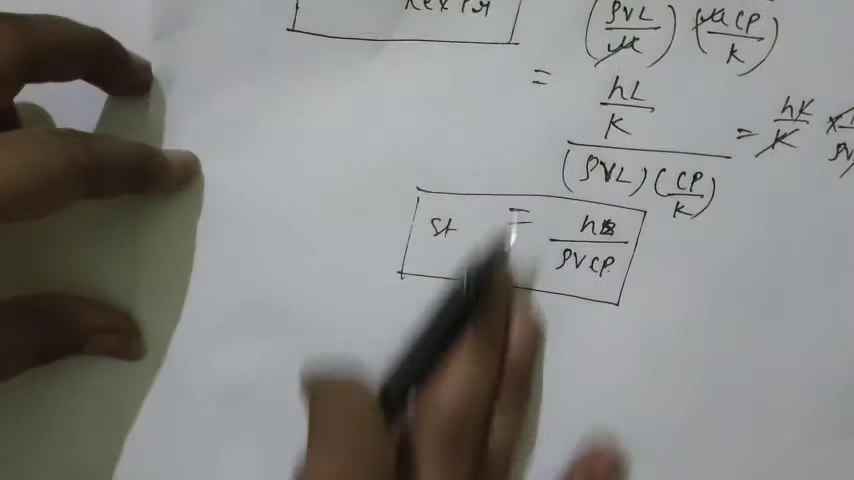 Re x Pr
(ρVL/μ) (μCP/K)
= hL/K / (ρVL)(CP/K) = hK/K x
St = h/ρVCP